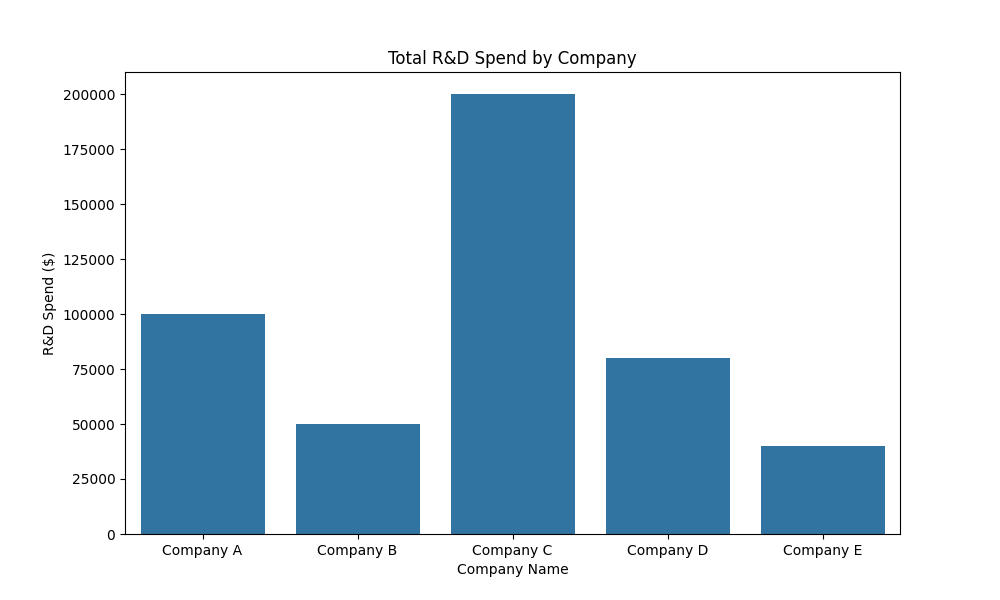 Total R&D Spend by Company
200000
175000
150000
125000
100000
75000
50000
25000
0
R&D Spend ($)
Company A Company B Company C Company D Company E
Company Name